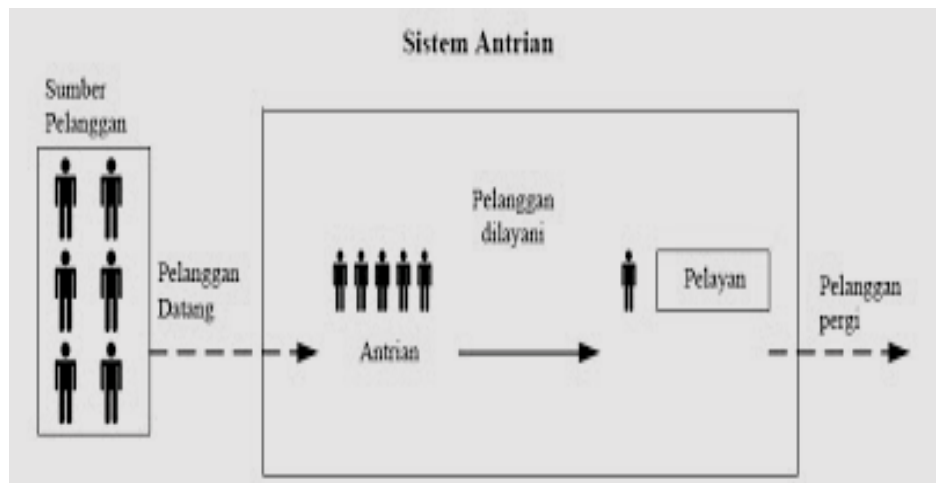 Sistem Antrian
Sumber
Pelanggan
Pelanggan
Datang
Antrian
Pelanggan
dilayani
Pelayan
Pelanggan
pergi